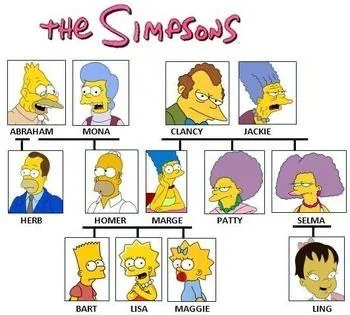 THE SIMPSONS
ABRAHAM MONA CLANCY JACKIE
HERB HOMER MARGE PATTY SELMA
BART LISA MAGGIE LING